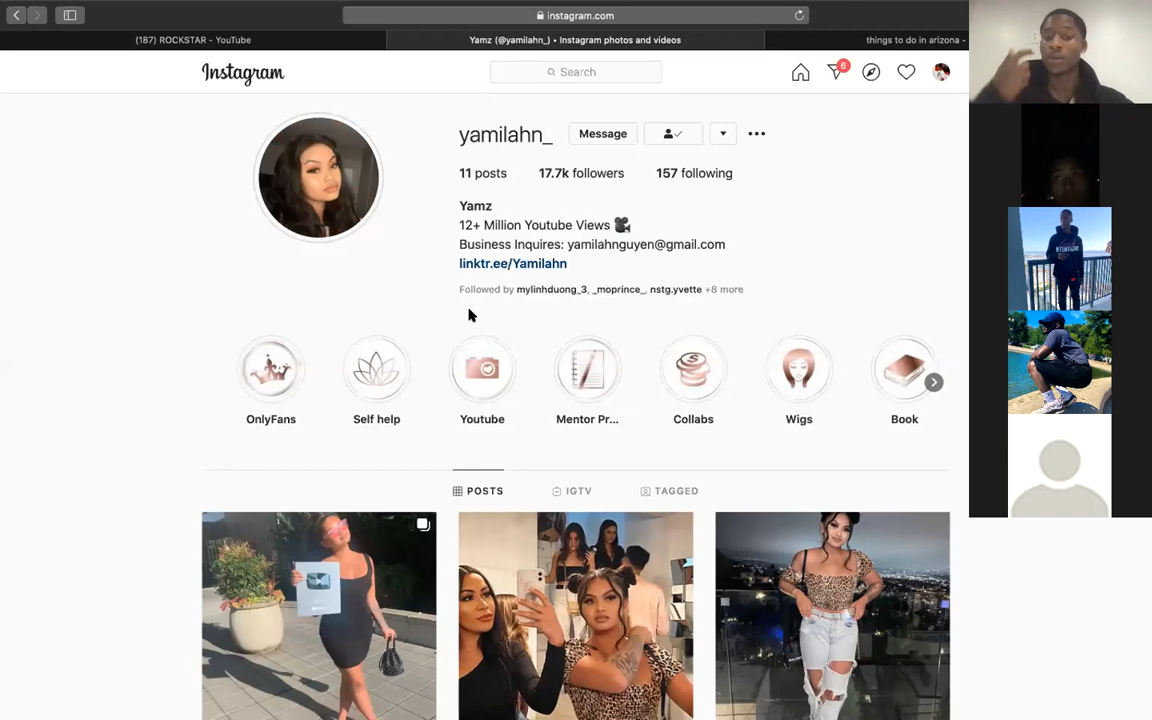 instagram.com
(187) ROCKSTAR - YouTube
Yamz (@yamilahn_) • Instagram photos and videos
things to do in arizona -
Instagram
Search
6
yamilahn_
Message
11 posts 17.7k followers 157 following
Yamz
12+ Million Youtube Views 🎥
Business Inquires: yamilahnguyen@gmail.com
linktr.ee/Yamilahn
Followed by mylinhduong_3, _moprince_, nstg.yvette +8 more
OnlyFans
Self help
Youtube
Mentor Pr...
Collabs
Wigs
Book
POSTS
IGTV
TAGGED